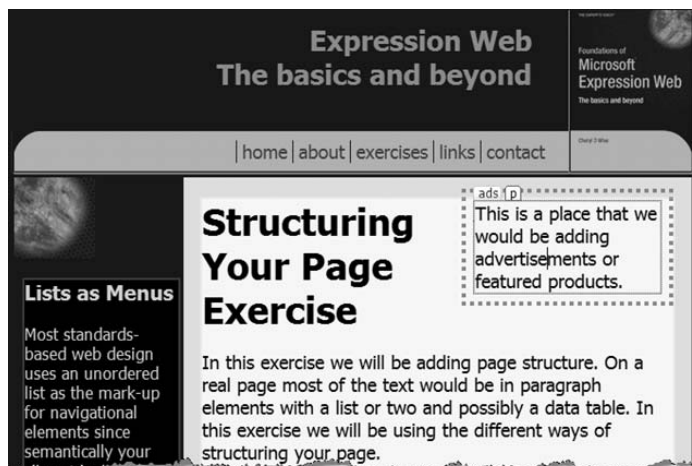 Expression Web
The basics and beyond
THE EXPERT'S VOICE
Foundations of
Microsoft
Expression Web
The basics and beyond
Cheryl D Wise
home about exercises links contact
ads p
This is a place that we
would be adding
advertisements or
featured products.
Structuring
Your Page
Exercise
Lists as Menus
Most standards-
based web design
uses an unordered
list as the mark-up
for navigational
elements since
semantically your
In this exercise we will be adding page structure. On a
real page most of the text would be in paragraph
elements with a list or two and possibly a data table. In
this exercise we will be using the different ways of
structuring your page.